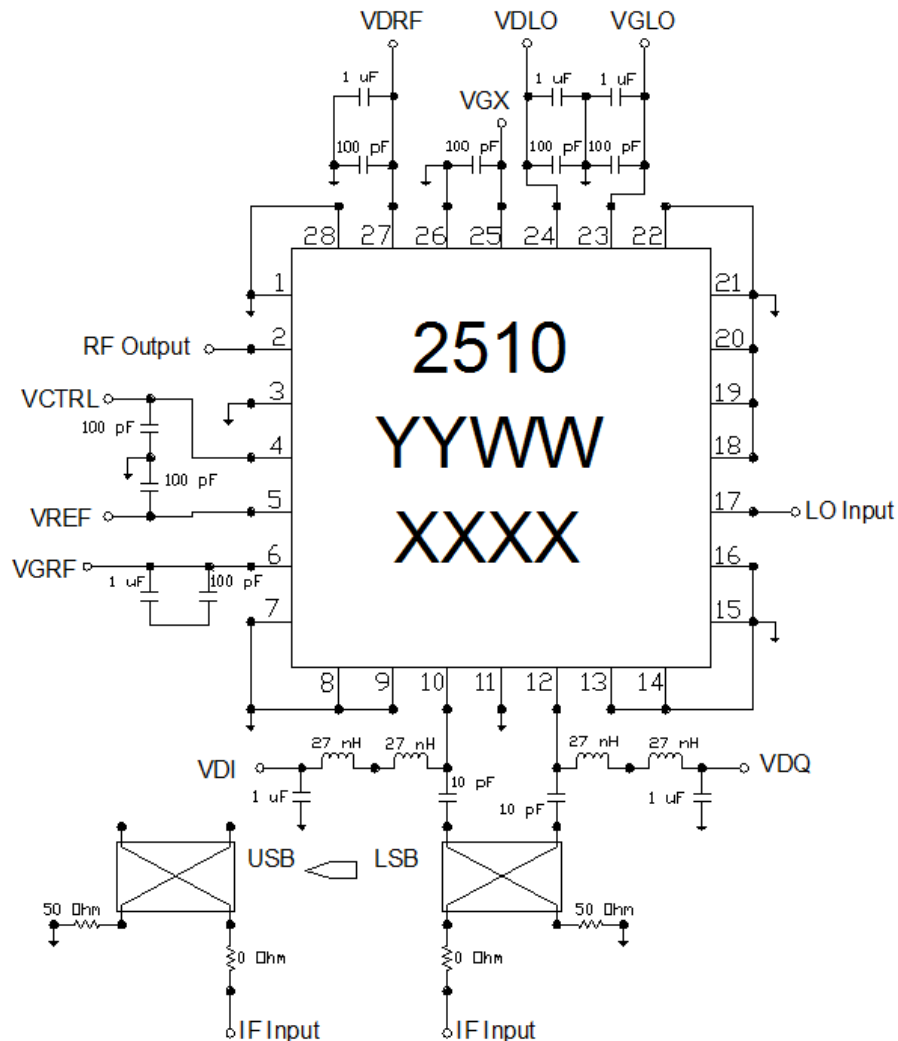 VDRF VDLO VGLO
1 uF 1 uF 1 uF
VGX
100 pF 100 pF 100 pF 100 pF
28 27 26 25 24 23 22
1 21
2 20
3 19
4 18
5 17
6 16
7 15
8 9 10 11 12 13 14
2510
YYWW
XXXX
RF Output
VCTRL
100 pF
100 pF
VREF
VGRF
1 uF 100 pF
LO Input
27 nH 27 nH 27 nH 27 nH
VDI VDQ
1 uF 10 pF 10 pF 1 uF
USB LSB
50 Ohm 50 Ohm
0 Ohm 0 Ohm
IF Input IF Input